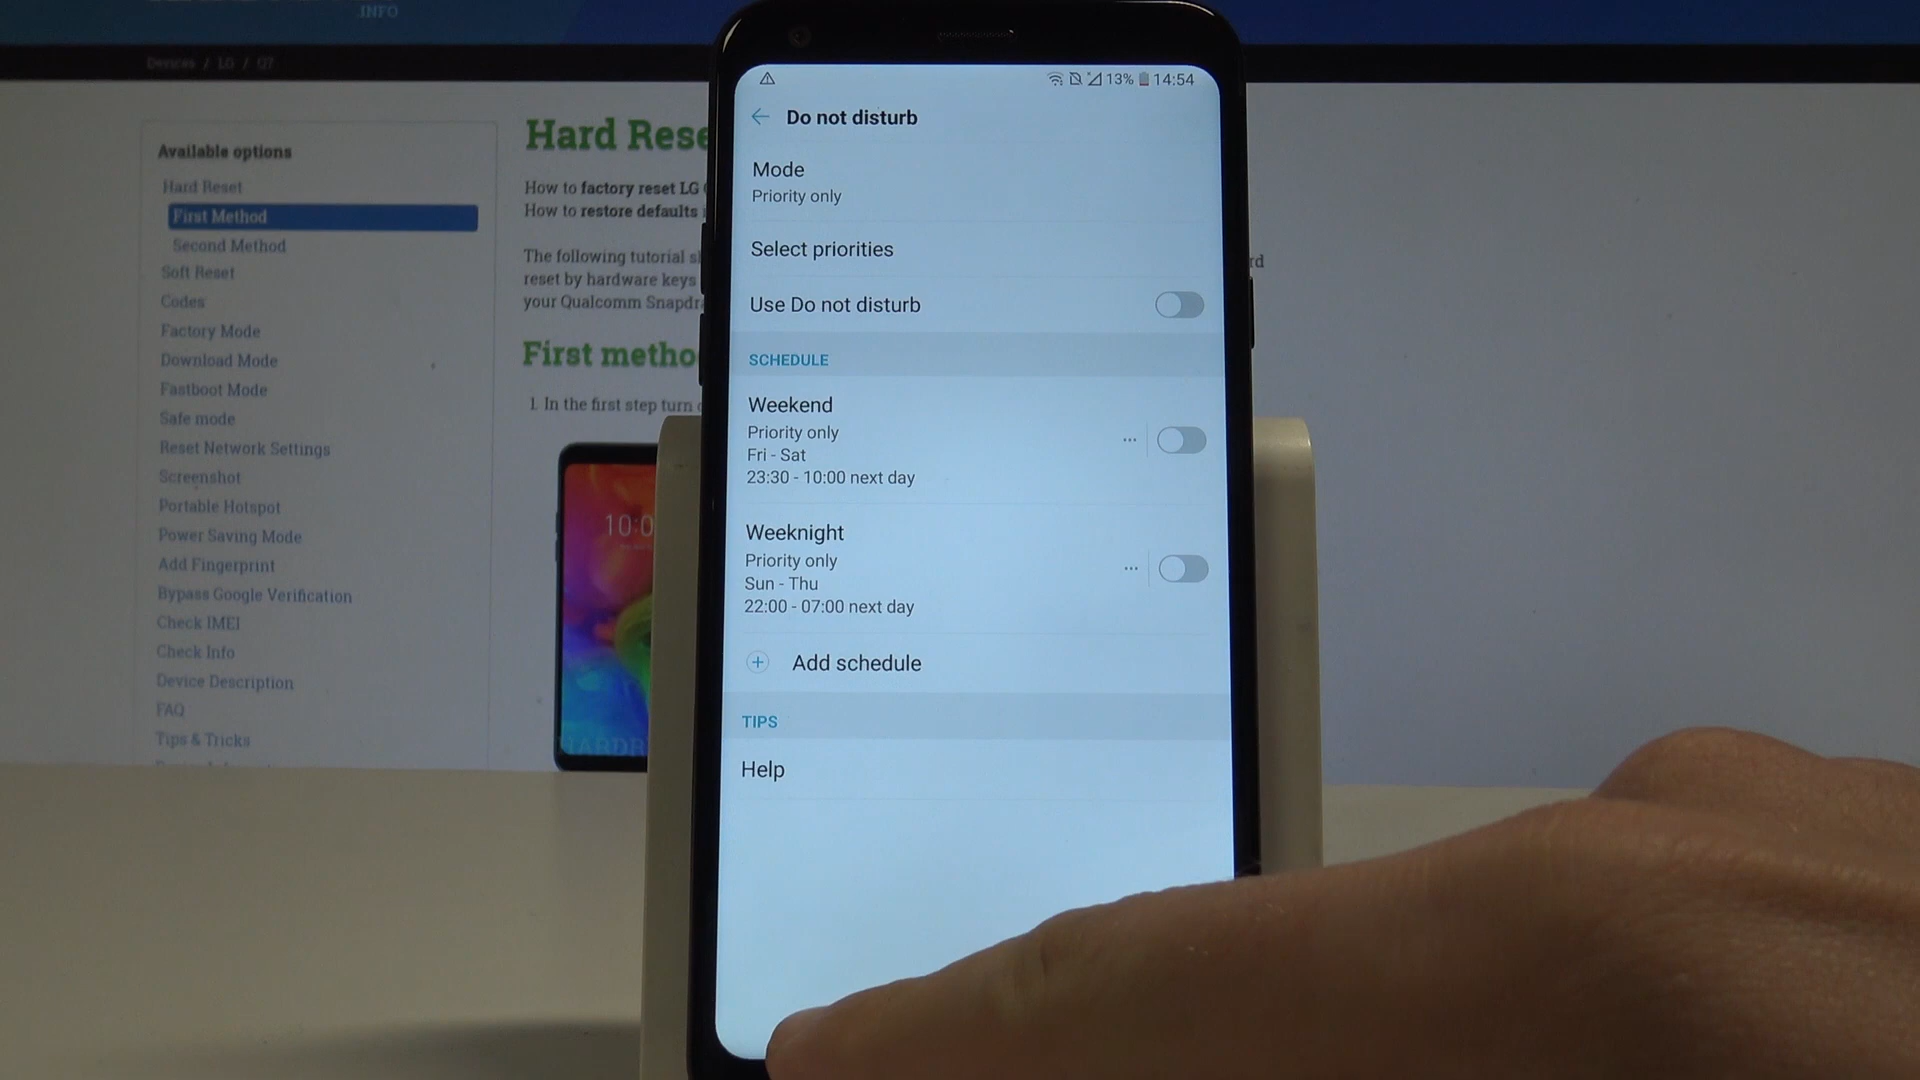 .INFO
Devices / LG / Q7
Available options
Hard Reset
First Method
Second Method
Soft Reset
Codes
Factory Mode
Download Mode
Fastboot Mode
Safe mode
Reset Network Settings
Screenshot
Portable Hotspot
Power Saving Mode
Add Fingerprint
Bypass Google Verification
Check IMEI
Check Info
Device Description
FAQ
Tips & Tricks
Hard Rese
How to factory reset LG
How to restore defaults
The following tutorial s
reset by hardware keys
your Qualcomm Snapdr
rd
First metho
1. In the first step turn
10:0
HARDR
13% 14:54
Do not disturb
Mode
Priority only
Select priorities
Use Do not disturb
SCHEDULE
Weekend
Priority only
Fri - Sat
23:30 - 10:00 next day
Weeknight
Priority only
Sun - Thu
22:00 - 07:00 next day
Add schedule
TIPS
Help